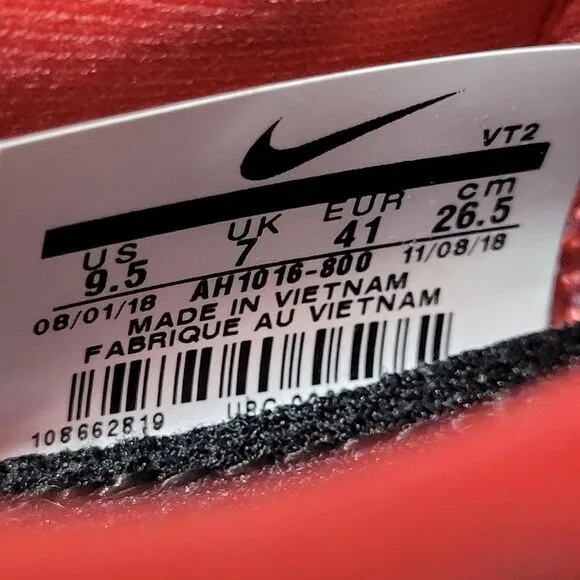 VT2
US UK EUR cm
9.5 7 41 26.5
08/01/18 AH1016-800 11/08/18
MADE IN VIETNAM
FABRIQUE AU VIETNAM
108662819